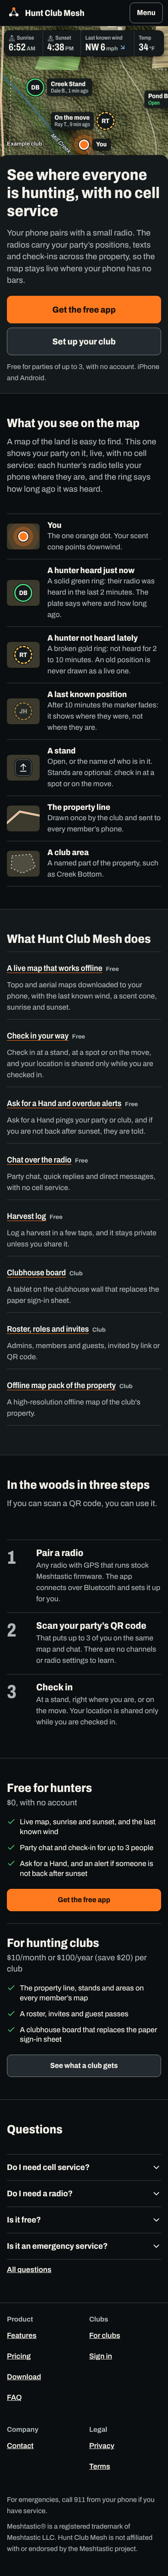 Hunt Club Mesh
Menu
Sunrise
6:52 AM
Sunset
4:38 PM
Last known wind
NW 6 mph
Temp
34 °F
DB
Creek Stand
Dale B., 1 min ago
Pond B
Open
On the move
Ray T., 9 min ago
RT
Mill Creek
You
Example club
See where everyone
is hunting, with no cell
service
Your phone pairs with a small radio. The
radios carry your party's positions, texts
and check-ins across the property, so the
map stays live where your phone has no
bars.
Get the free app
Set up your club
Free for parties of up to 3, with no account. iPhone
and Android.
What you see on the map
A map of the land is easy to find. This one
shows your party on it, live, with no cell
service: each hunter's radio tells your
phone where they are, and the ring says
how long ago it was heard.
You
The one orange dot. Your scent
cone points downwind.
DB
A hunter heard just now
A solid green ring: their radio was
heard in the last 2 minutes. The
plate says where and how long
ago.
RT
A hunter not heard lately
A broken gold ring: not heard for 2
to 10 minutes. An old position is
never drawn as a live one.
JH
A last known position
After 10 minutes the marker fades:
it shows where they were, not
where they are.
A stand
Open, or the name of who is in it.
Stands are optional: check in at a
spot or on the move.
The property line
Drawn once by the club and sent to
every member's phone.
A club area
A named part of the property, such
as Creek Bottom.
What Hunt Club Mesh does
A live map that works offline Free
Topo and aerial maps downloaded to your
phone, with the last known wind, a scent cone,
sunrise and sunset.
Check in your way Free
Check in at a stand, at a spot or on the move,
and your location is shared only while you are
checked in.
Ask for a Hand and overdue alerts Free
Ask for a Hand pings your party or club, and if
you are not back after sunset, they are told.
Chat over the radio Free
Party chat, quick replies and direct messages,
with no cell service.
Harvest log Free
Log a harvest in a few taps, and it stays private
unless you share it.
Clubhouse board Club
A tablet on the clubhouse wall that replaces the
paper sign-in sheet.
Roster, roles and invites Club
Admins, members and guests, invited by link or
QR code.
Offline map pack of the property Club
A high-resolution offline map of the club's
property.
In the woods in three steps
If you can scan a QR code, you can use it.
1
Pair a radio
Any radio with GPS that runs stock
Meshtastic firmware. The app
connects over Bluetooth and sets it up
for you.
2
Scan your party's QR code
That puts up to 3 of you on the same
map and chat. There are no channels
or radio settings to learn.
3
Check in
At a stand, right where you are, or on
the move. Your location is shared only
while you are checked in.
Free for hunters
$0, with no account
Live map, sunrise and sunset, and the last
known wind
Party chat and check-in for up to 3 people
Ask for a Hand, and an alert if someone is
not back after sunset
Get the free app
For hunting clubs
$10/month or $100/year (save $20) per
club
The property line, stands and areas on
every member's map
A roster, invites and guest passes
A clubhouse board that replaces the paper
sign-in sheet
See what a club gets
Questions
Do I need cell service?
Do I need a radio?
Is it free?
Is it an emergency service?
All questions
Product
Clubs
Features
For clubs
Pricing
Sign in
Download
FAQ
Company
Legal
Contact
Privacy
Terms
For emergencies, call 911 from your phone if you
have service.
Meshtastic® is a registered trademark of
Meshtastic LLC. Hunt Club Mesh is not affiliated
with or endorsed by the Meshtastic project.